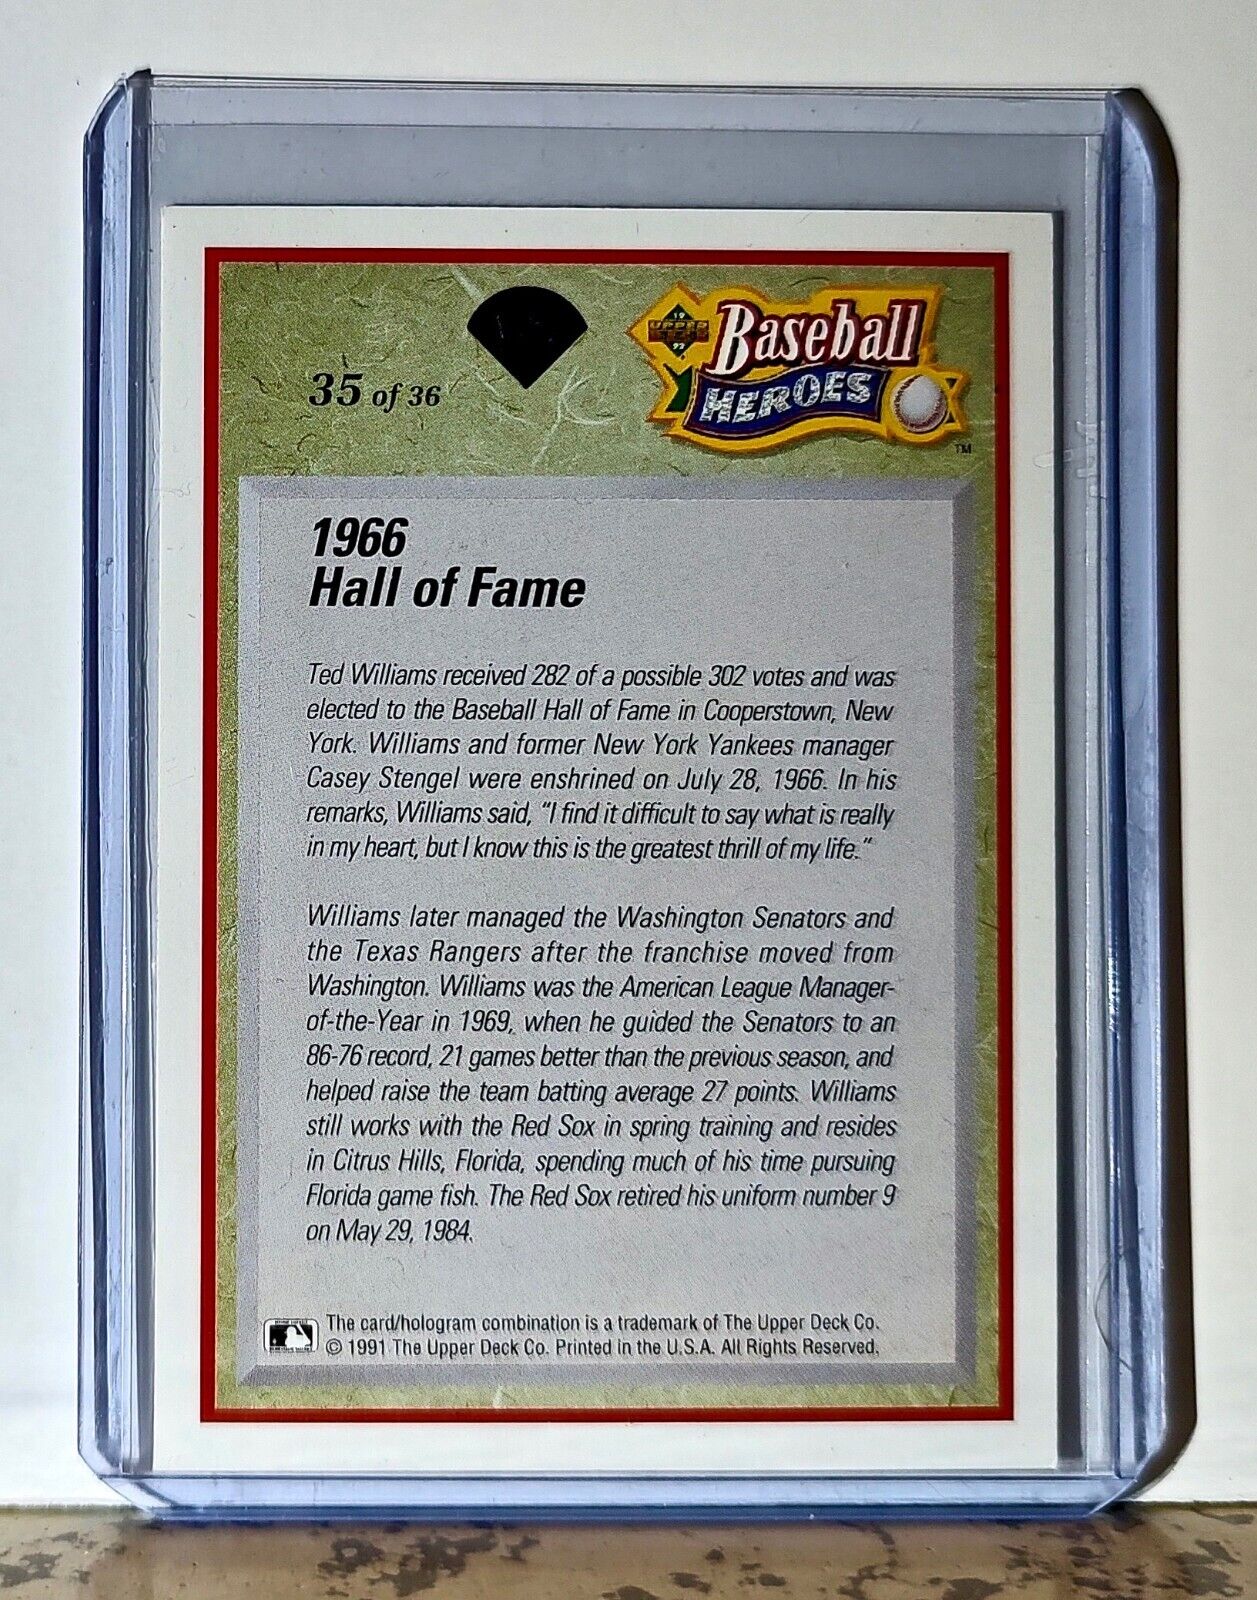 35 of 36
19 UPPER DECK 92
Baseball
HEROES
TM
1966
Hall of Fame
Ted Williams received 282 of a possible 302 votes and was
elected to the Baseball Hall of Fame in Cooperstown, New
York. Williams and former New York Yankees manager
Casey Stengel were enshrined on July 28, 1966. In his
remarks, Williams said, "I find it difficult to say what is really
in my heart, but I know this is the greatest thrill of my life."
Williams later managed the Washington Senators and
the Texas Rangers after the franchise moved from
Washington. Williams was the American League Manager-
of-the-Year in 1969, when he guided the Senators to an
86-76 record, 21 games better than the previous season, and
helped raise the team batting average 27 points. Williams
still works with the Red Sox in spring training and resides
in Citrus Hills, Florida, spending much of his time pursuing
Florida game fish. The Red Sox retired his uniform number 9
on May 29, 1984.
The card/hologram combination is a trademark of The Upper Deck Co.
© 1991 The Upper Deck Co. Printed in the U.S.A. All Rights Reserved.